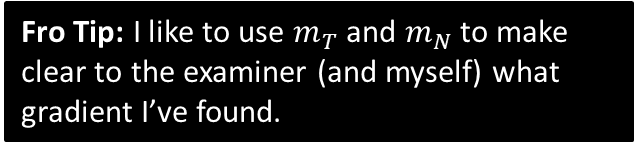 Fro Tip: I like to use m_T and m_N to make
clear to the examiner (and myself) what
gradient I’ve found.